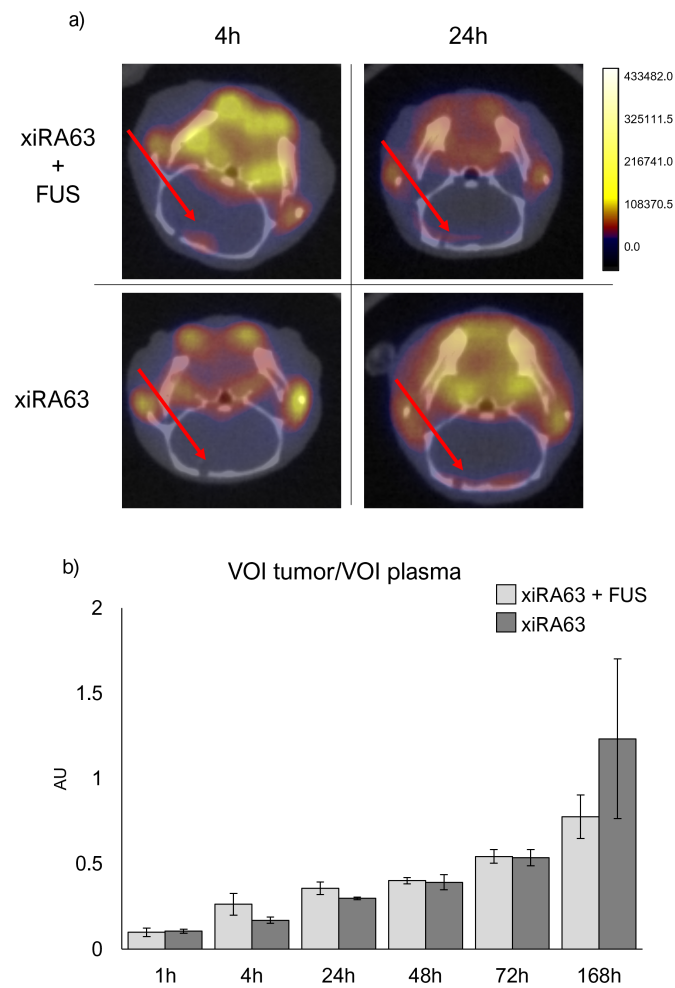 a)
4h
24h
xiRA63
+
FUS
433482.0
325111.5
216741.0
108370.5
0.0
xiRA63
b)
VOI tumor/VOI plasma
xiRA63 + FUS
xiRA63
2
1.5
1
0.5
0
AU
1h
4h
24h
48h
72h
168h